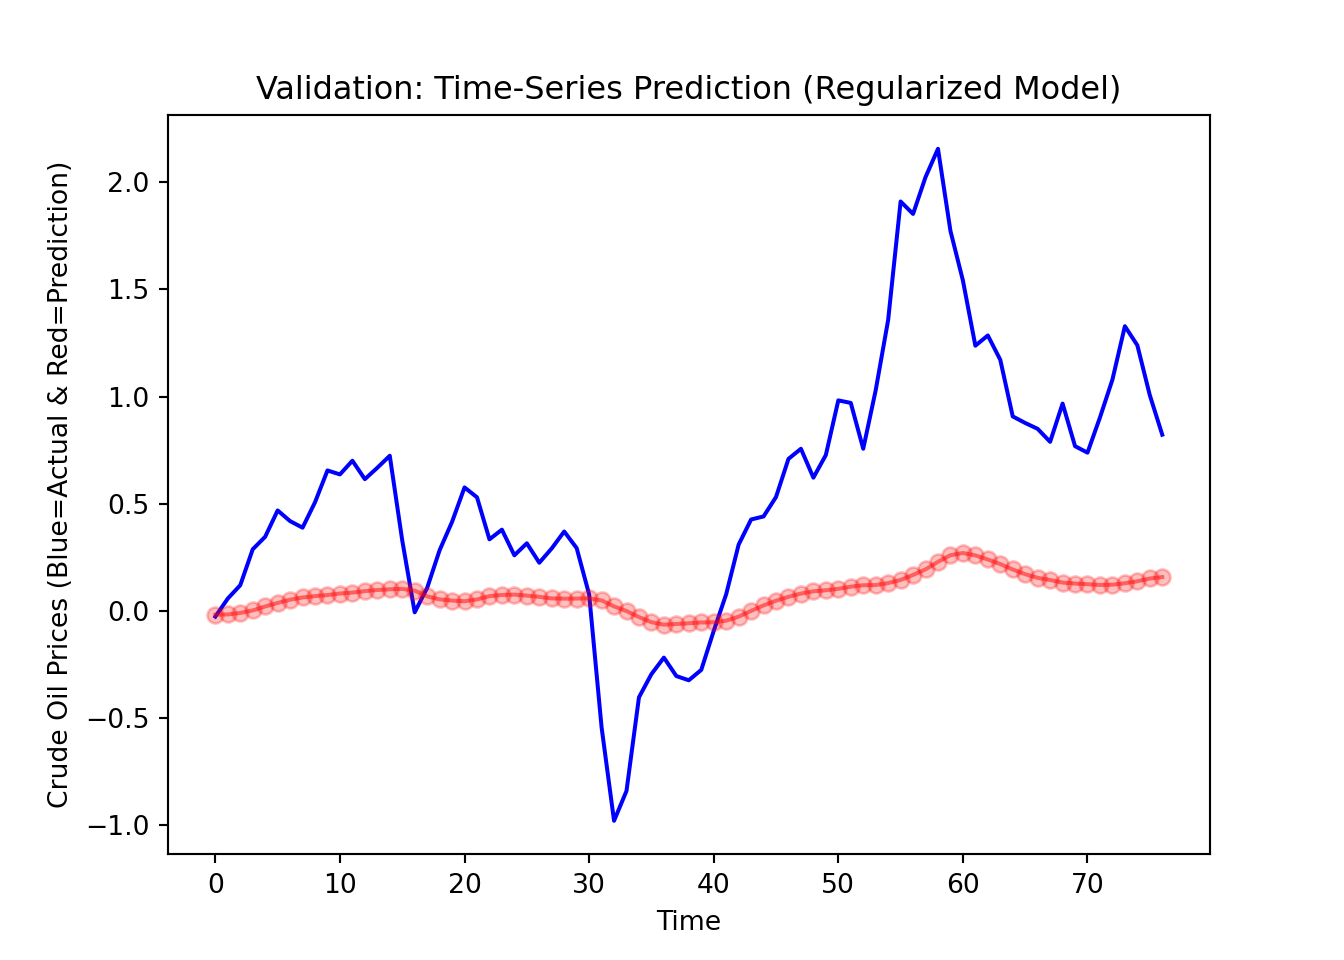 Validation: Time-Series Prediction (Regularized Model)
Crude Oil Prices (Blue=Actual & Red=Prediction)
2.0
1.5
1.0
0.5
0.0
−0.5
−1.0
0 10 20 30 40 50 60 70
Time